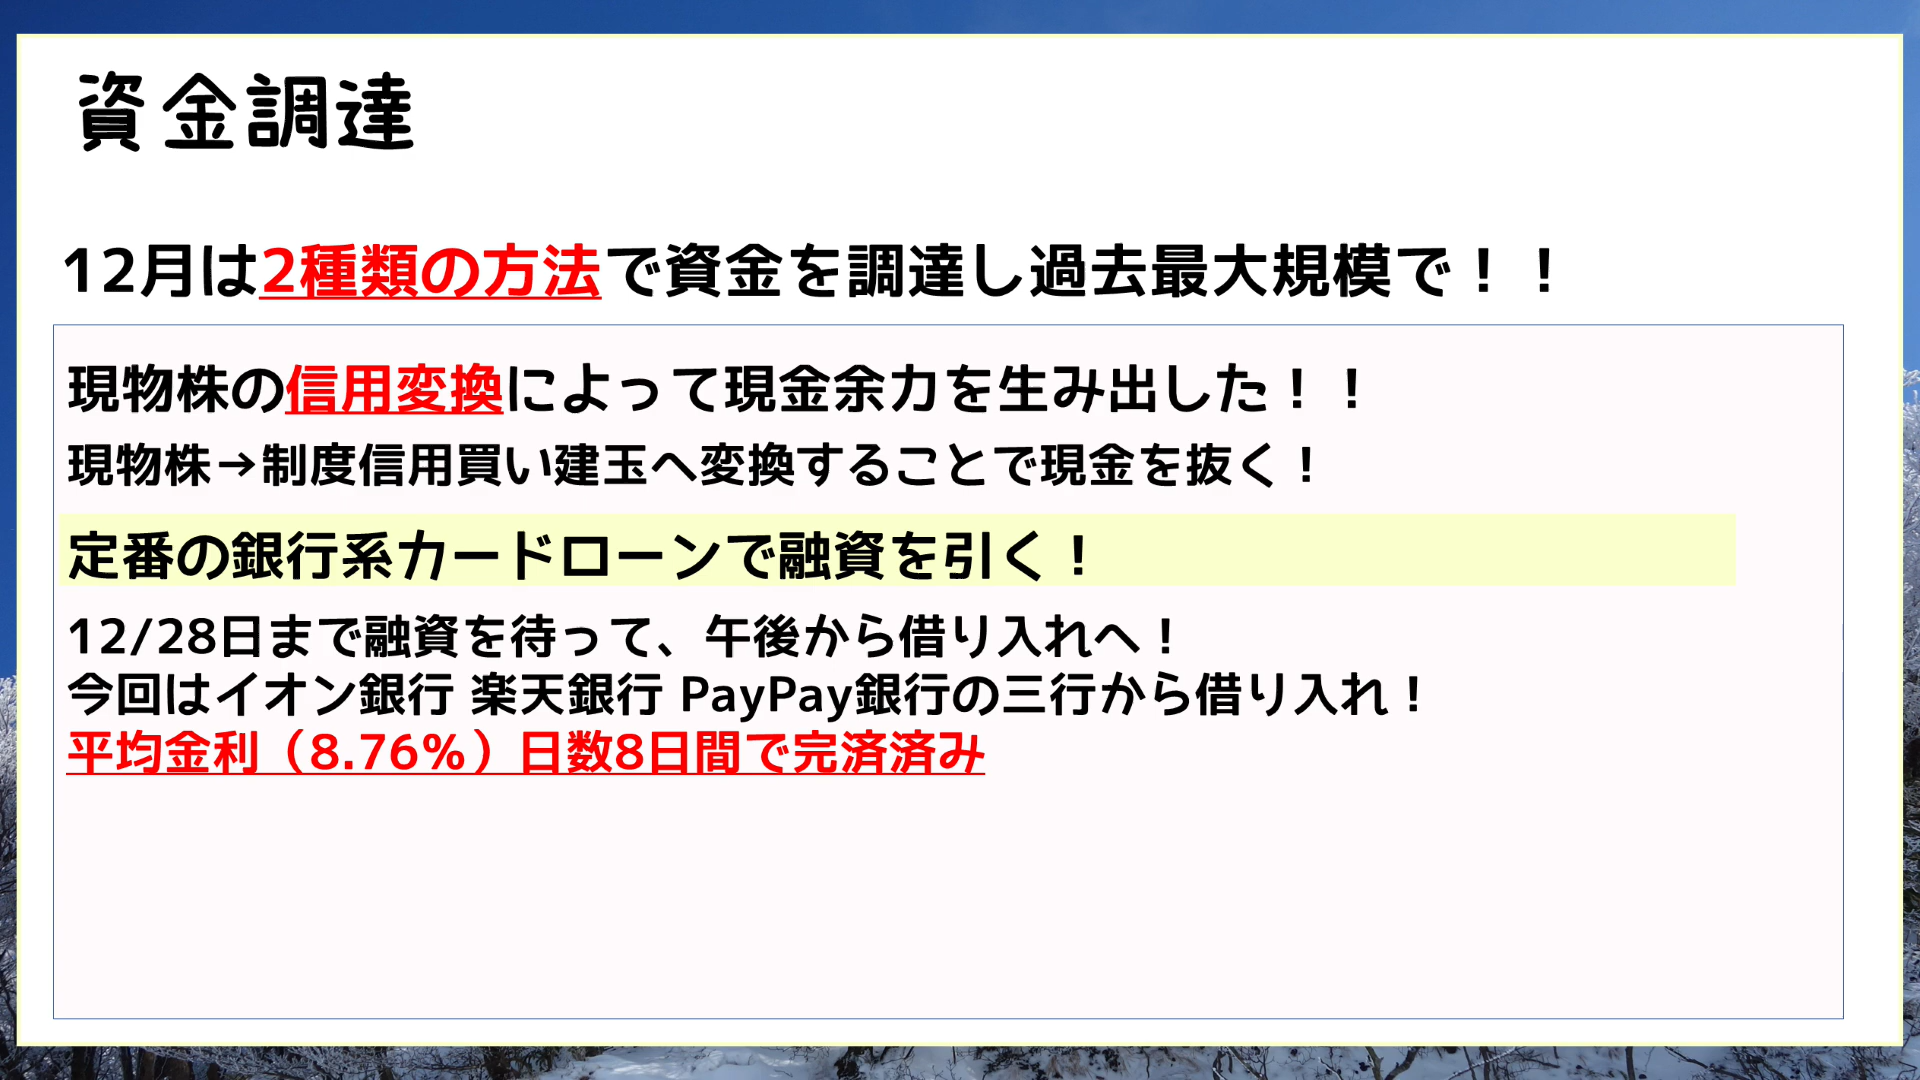 資金調達
12月は2種類の方法で資金を調達し過去最大規模で！！
現物株の信用変換によって現金余力を生み出した！！
現物株→制度信用買い建玉へ変換することで現金を抜く！
定番の銀行系カードローンで融資を引く！
12/28日まで融資を待って、午後から借り入れへ！
今回はイオン銀行 楽天銀行 PayPay銀行の三行から借り入れ！
平均金利（8.76％）日数8日間で完済済み